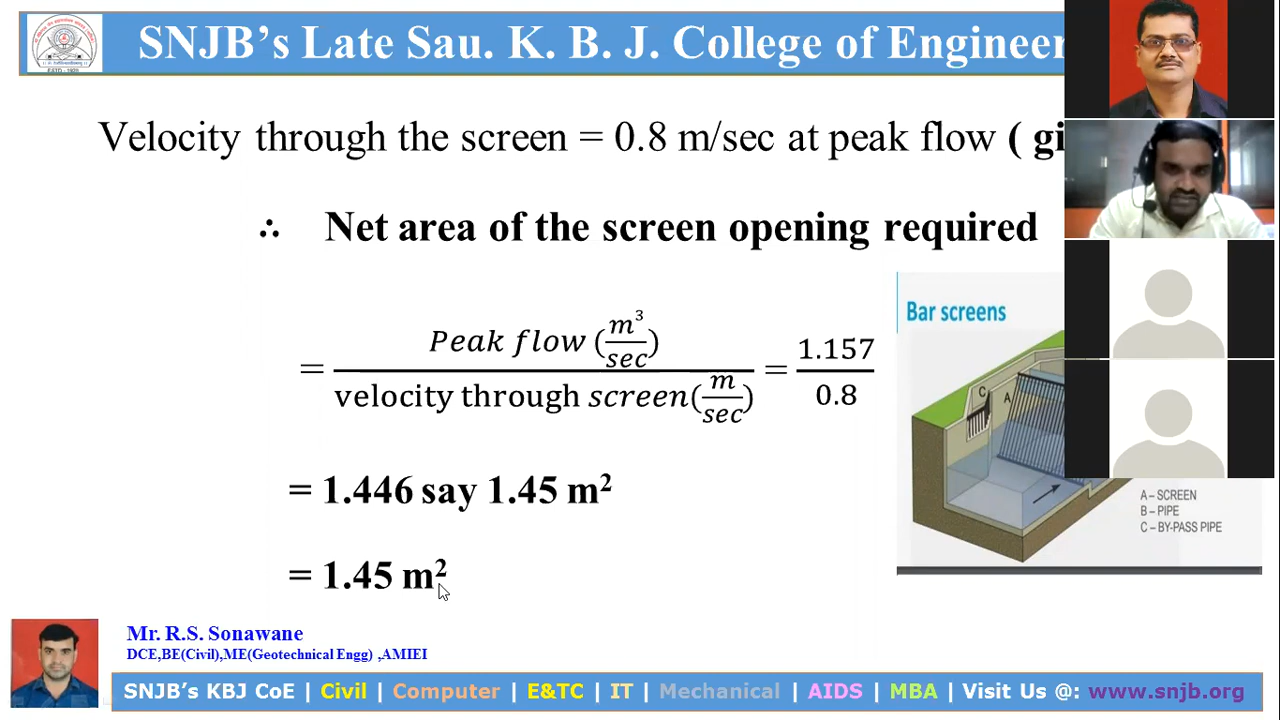 SNJB's Late Sau. K. B. J. College of Engineer
Velocity through the screen = 0.8 m/sec at peak flow ( gi
∴ Net area of the screen opening required
= Peak flow (m³/sec) / velocity through screen(m/sec) = 1.157/0.8
= 1.446 say 1.45 m²
= 1.45 m²
Bar screens
C
A
A – SCREEN
B – PIPE
C – BY-PASS PIPE
Mr. R.S. Sonawane
DCE,BE(Civil),ME(Geotechnical Engg) ,AMIEI
SNJB's KBJ CoE | Civil | Computer | E&TC | IT | Mechanical | AIDS | MBA | Visit Us @: www.snjb.org